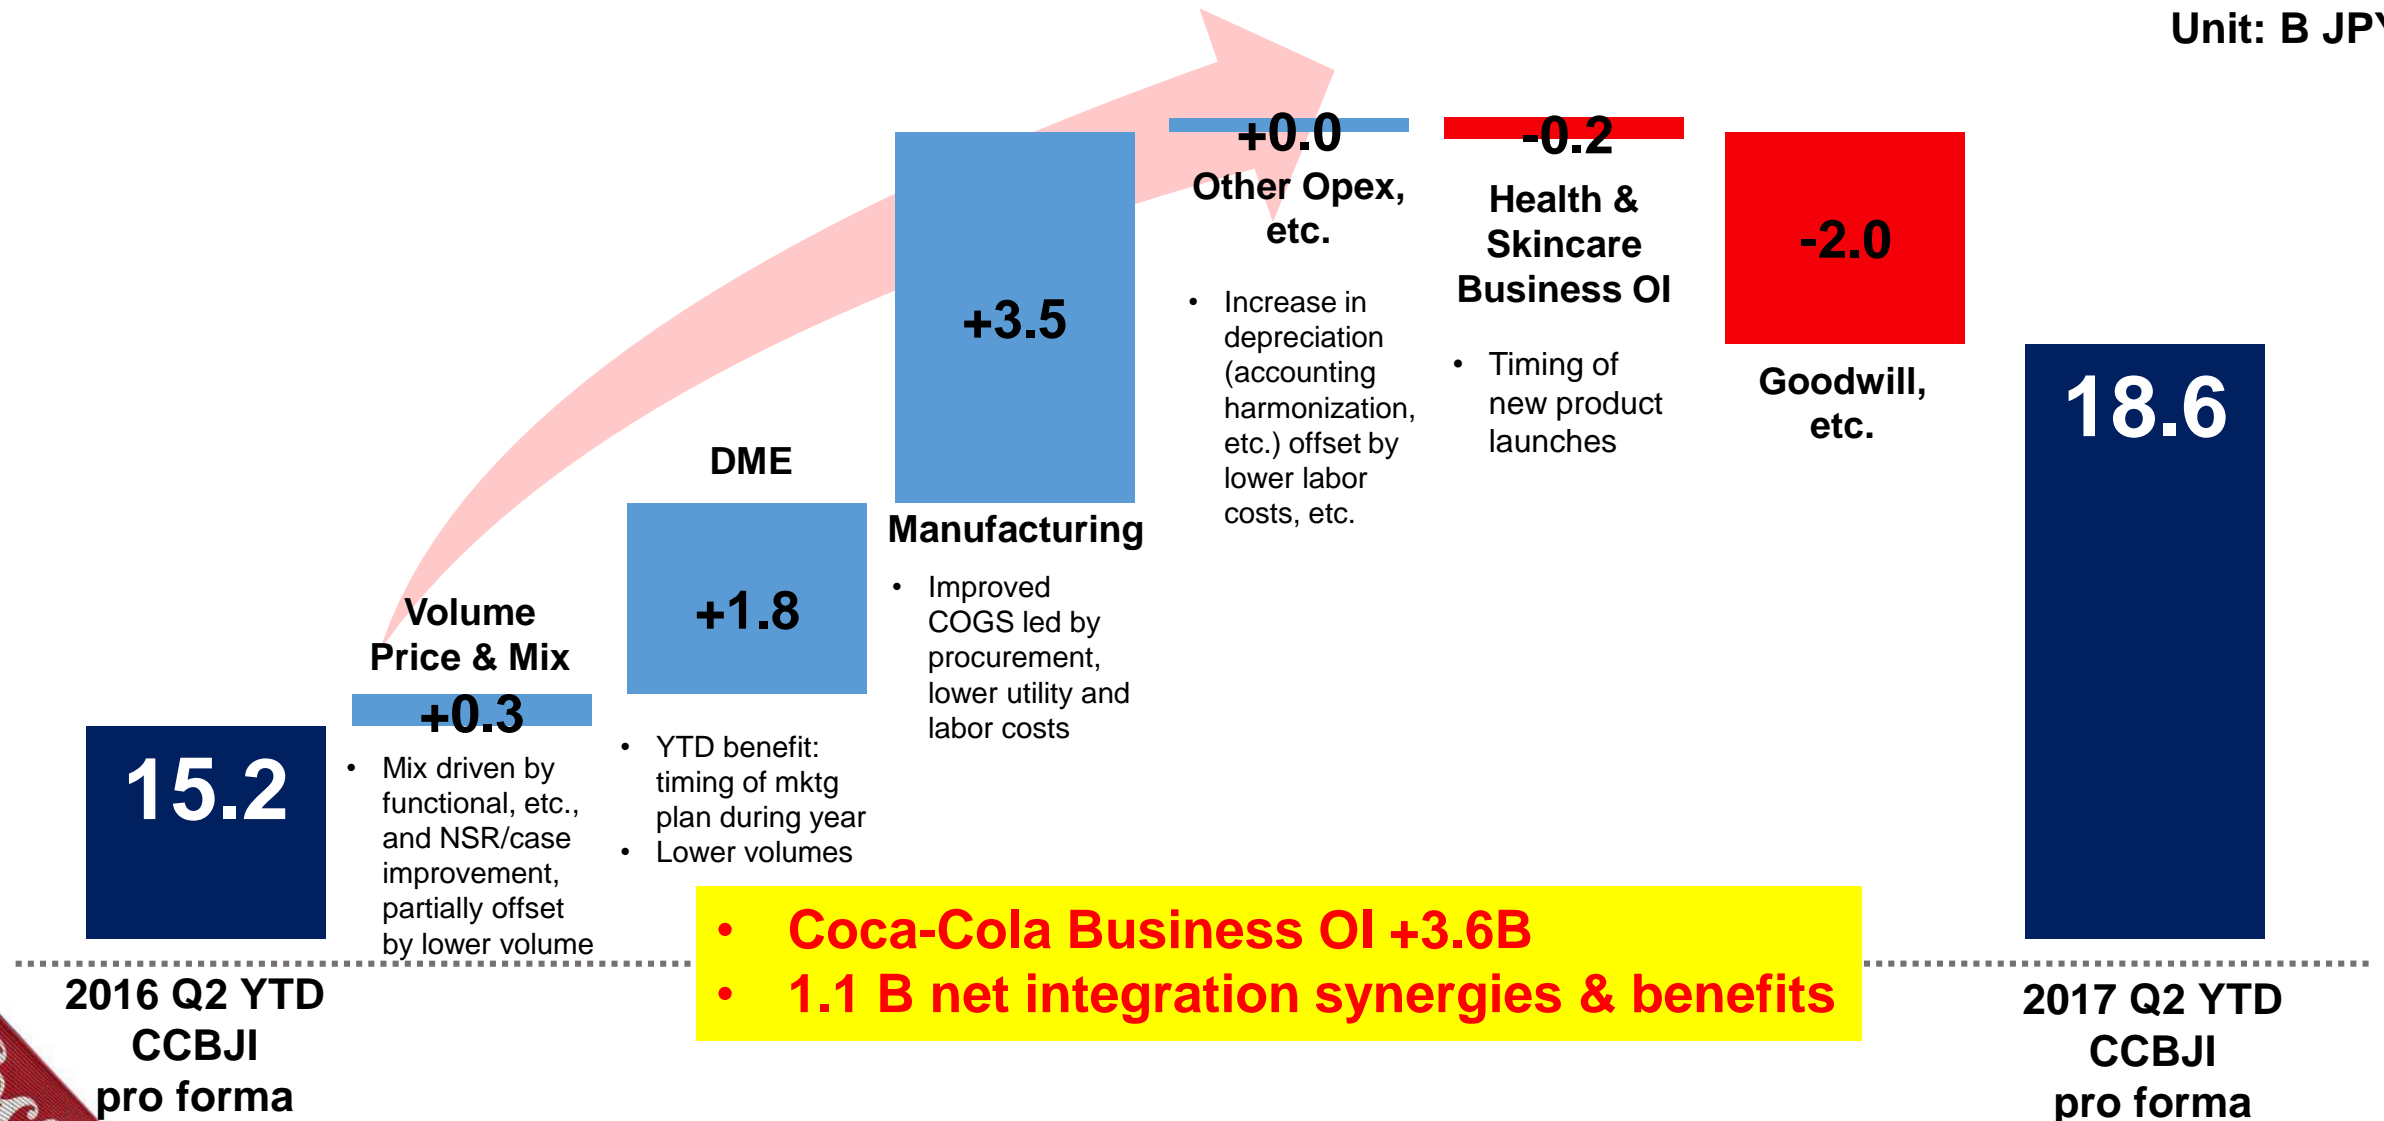 Unit: B JPY
15.2
2016 Q2 YTD
CCBJI
pro forma
Volume
Price & Mix
+0.3
• Mix driven by
functional, etc.,
and NSR/case
improvement,
partially offset
by lower volume
DME
+1.8
• YTD benefit:
timing of mktg
plan during year
• Lower volumes
+3.5
Manufacturing
• Improved
COGS led by
procurement,
lower utility and
labor costs
+0.0
Other Opex,
etc.
• Increase in
depreciation
(accounting
harmonization,
etc.) offset by
lower labor
costs, etc.
-0.2
Health &
Skincare
Business OI
• Timing of
new product
launches
-2.0
Goodwill,
etc.
18.6
2017 Q2 YTD
CCBJI
pro forma
• Coca-Cola Business OI +3.6B
• 1.1 B net integration synergies & benefits